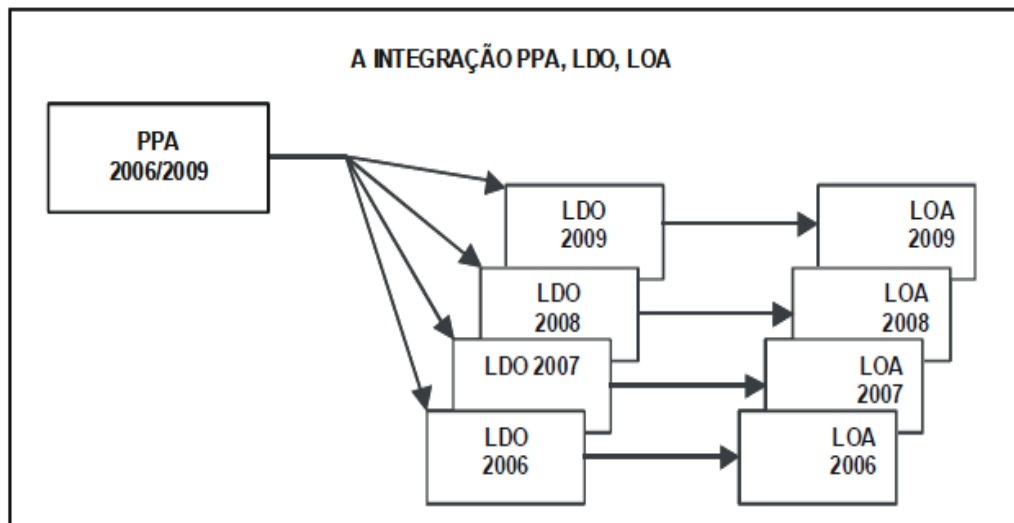 A INTEGRAÇÃO PPA, LDO, LOA
PPA
2006/2009
LDO
2009
LOA
2009
LDO
2008
LOA
2008
LDO 2007
LOA
2007
LDO
2006
LOA
2006